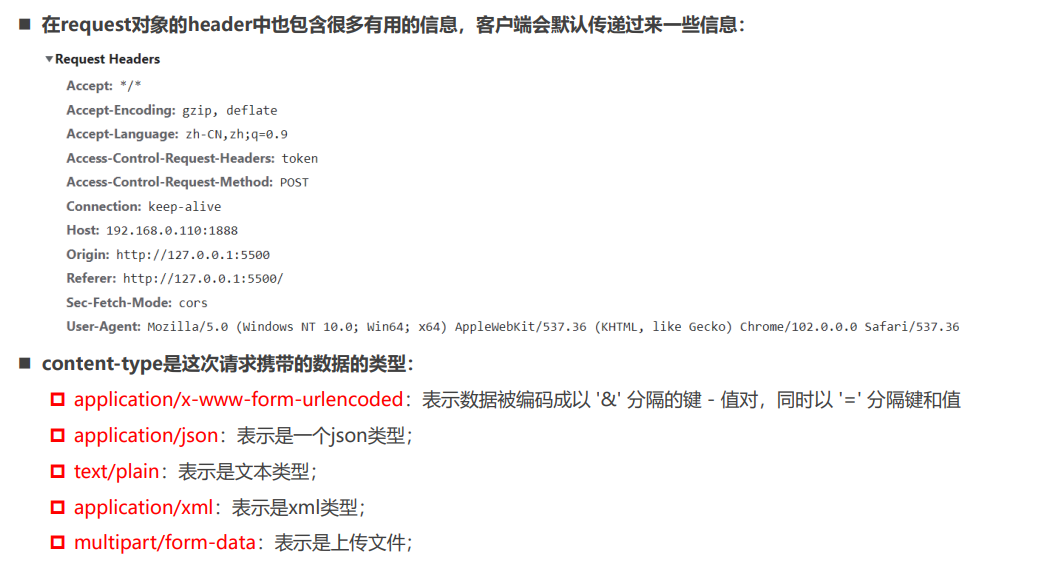 在request对象的header中也包含很多有用的信息，客户端会默认传递过来一些信息：
Request Headers
Accept: */*
Accept-Encoding: gzip, deflate
Accept-Language: zh-CN,zh;q=0.9
Access-Control-Request-Headers: token
Access-Control-Request-Method: POST
Connection: keep-alive
Host: 192.168.0.110:1888
Origin: http://127.0.0.1:5500
Referer: http://127.0.0.1:5500/
Sec-Fetch-Mode: cors
User-Agent: Mozilla/5.0 (Windows NT 10.0; Win64; x64) AppleWebKit/537.36 (KHTML, like Gecko) Chrome/102.0.0.0 Safari/537.36
content-type是这次请求携带的数据的类型：
application/x-www-form-urlencoded：表示数据被编码成以 '&' 分隔的键 - 值对，同时以 '=' 分隔键和值
application/json：表示是一个json类型；
text/plain：表示是文本类型；
application/xml：表示是xml类型；
multipart/form-data：表示是上传文件；